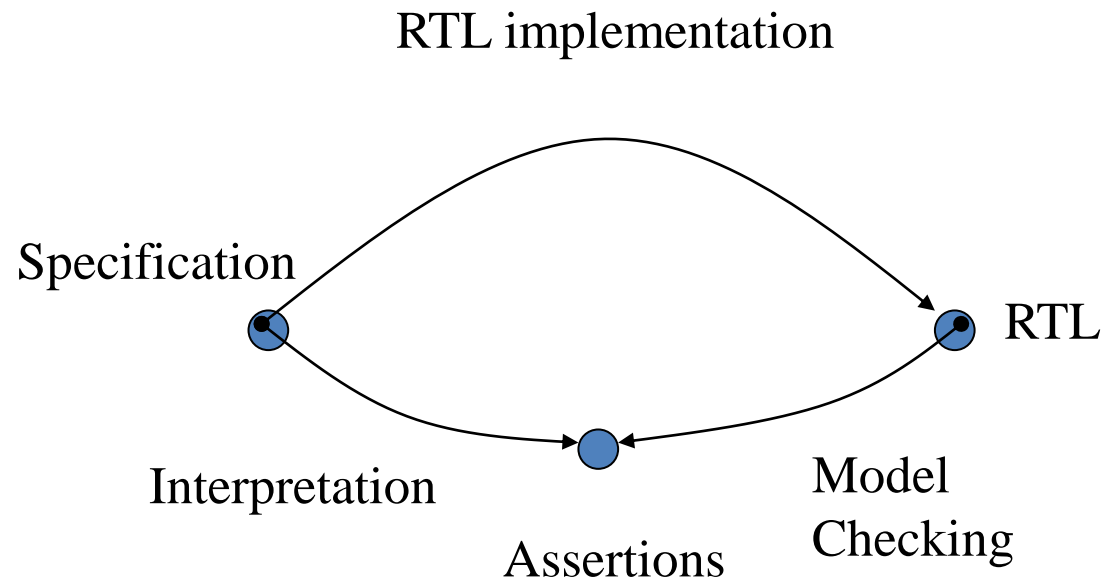 RTL implementation
Specification
RTL
Interpretation
Model
Checking
Assertions